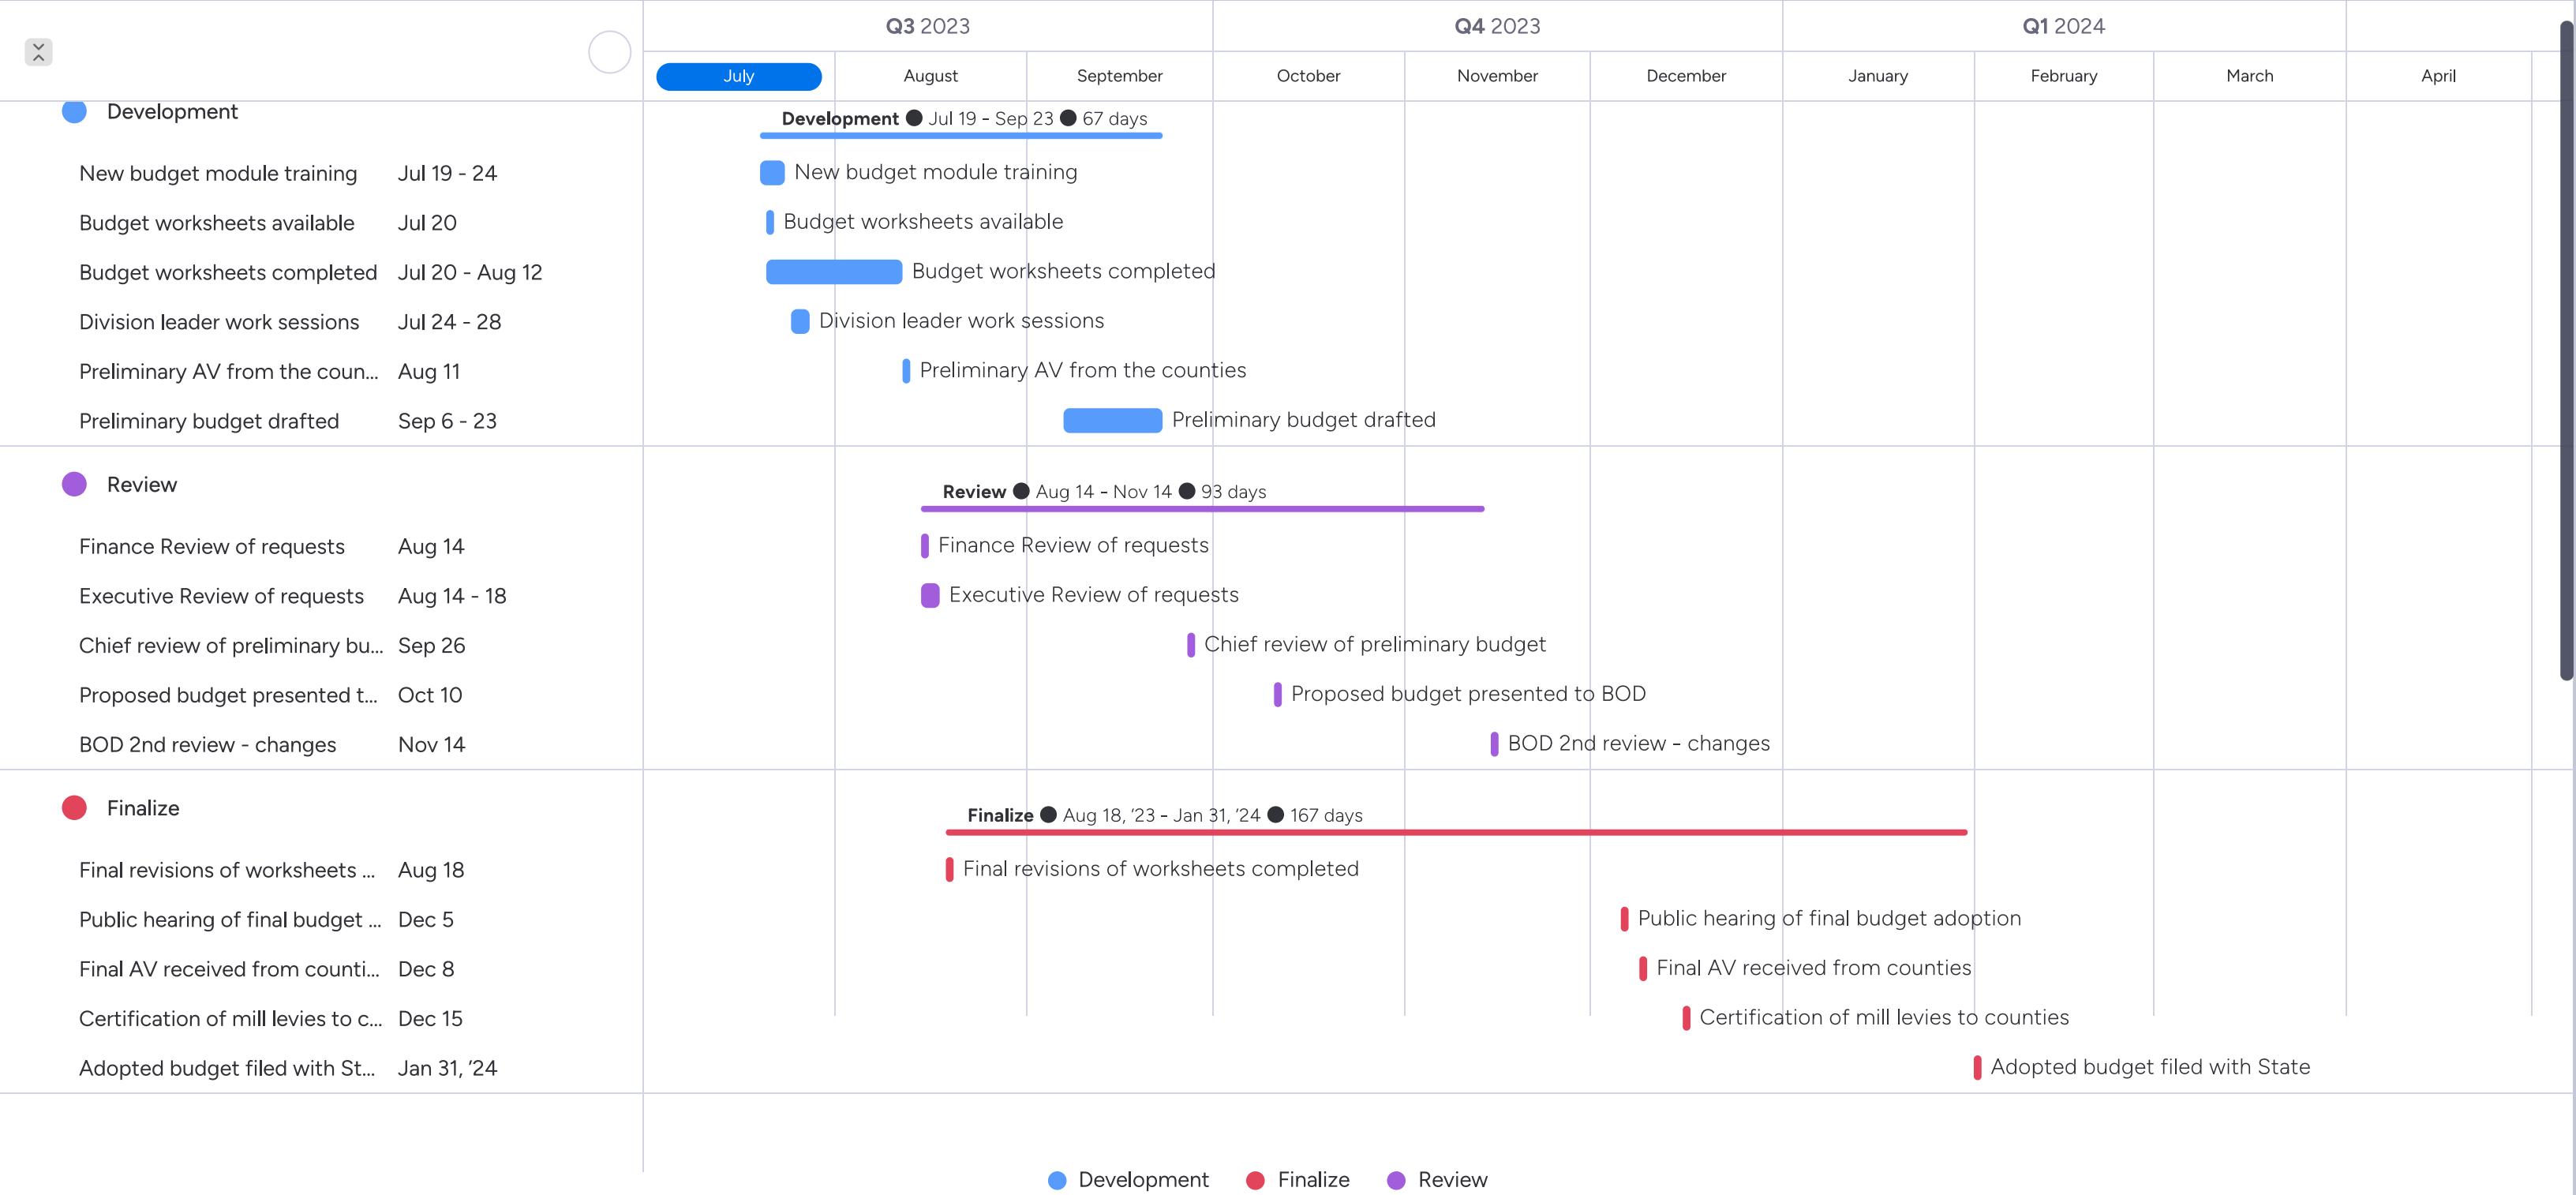 Q3 2023 Q4 2023 Q1 2024
July August September October November December January February March April
Development
Development ● Jul 19 - Sep 23 ● 67 days
New budget module training Jul 19 - 24 New budget module training
Budget worksheets available Jul 20 Budget worksheets available
Budget worksheets completed Jul 20 - Aug 12 Budget worksheets completed
Division leader work sessions Jul 24 - 28 Division leader work sessions
Preliminary AV from the coun... Aug 11 Preliminary AV from the counties
Preliminary budget drafted Sep 6 - 23 Preliminary budget drafted
Review
Review ● Aug 14 - Nov 14 ● 93 days
Finance Review of requests Aug 14 Finance Review of requests
Executive Review of requests Aug 14 - 18 Executive Review of requests
Chief review of preliminary bu... Sep 26 Chief review of preliminary budget
Proposed budget presented t... Oct 10 Proposed budget presented to BOD
BOD 2nd review - changes Nov 14 BOD 2nd review - changes
Finalize
Finalize ● Aug 18, ’23 - Jan 31, ’24 ● 167 days
Final revisions of worksheets ... Aug 18 Final revisions of worksheets completed
Public hearing of final budget ... Dec 5 Public hearing of final budget adoption
Final AV received from counti... Dec 8 Final AV received from counties
Certification of mill levies to c... Dec 15 Certification of mill levies to counties
Adopted budget filed with St... Jan 31, ’24 Adopted budget filed with State
Development Finalize Review